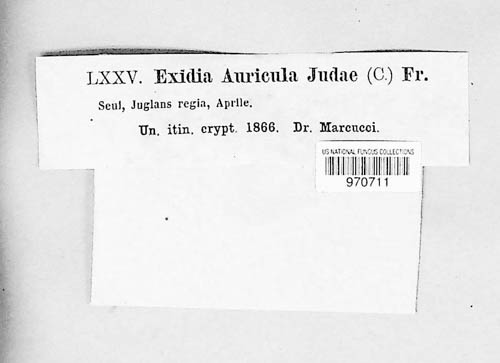 LXXV. Exidia Auricula Judae (C.) Fr.
Seui, Juglans regia, Aprile.
Un. itin. crypt. 1866. Dr. Marcucci.
US NATIONAL FUNGUS COLLECTIONS
970711